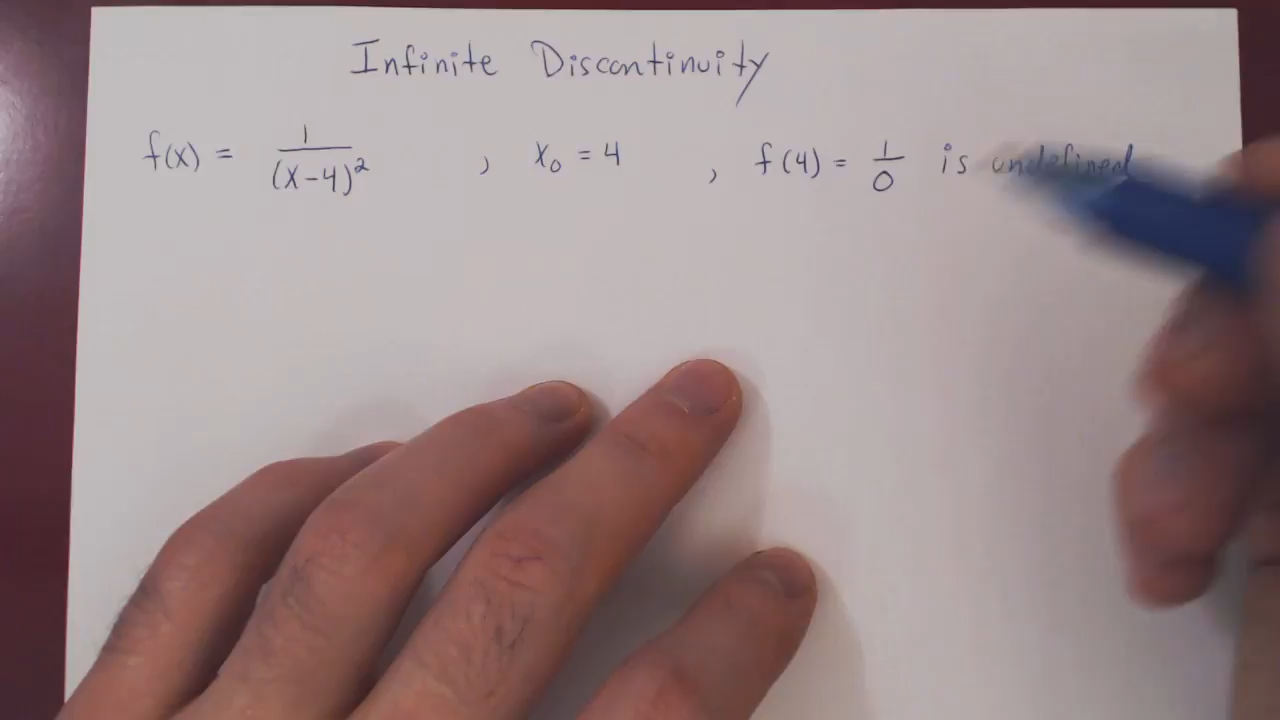 Infinite Discontinuity
f(x) = 1/(x-4)² , x₀ = 4 , f(4) = 1/0 is undefined